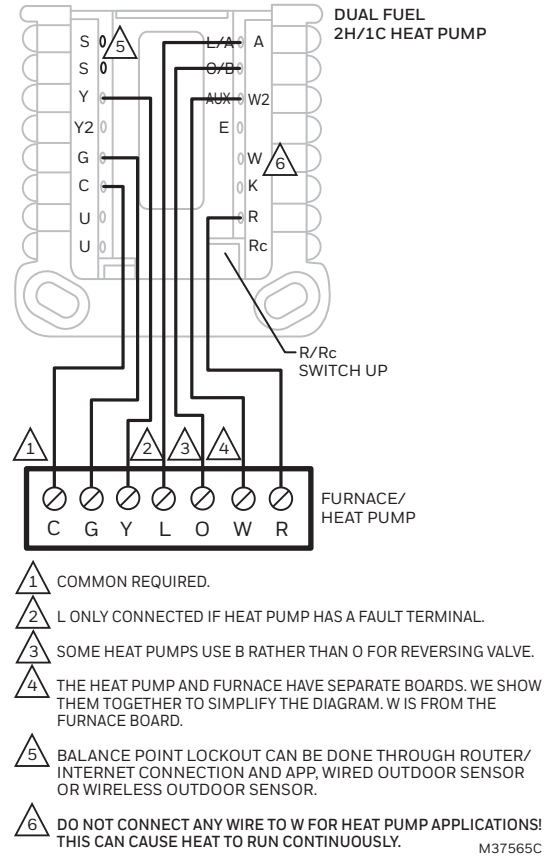 DUAL FUEL
2H/1C HEAT PUMP
S 5 L/A A
S O/B
Y AUX W2
Y2 E
G W 6
C K
U R
U Rc
R/Rc
SWITCH UP
1 2 3 4
C G Y L O W R
FURNACE/
HEAT PUMP
1 COMMON REQUIRED.
2 L ONLY CONNECTED IF HEAT PUMP HAS A FAULT TERMINAL.
3 SOME HEAT PUMPS USE B RATHER THAN O FOR REVERSING VALVE.
4 THE HEAT PUMP AND FURNACE HAVE SEPARATE BOARDS. WE SHOW
THEM TOGETHER TO SIMPLIFY THE DIAGRAM. W IS FROM THE
FURNACE BOARD.
5 BALANCE POINT LOCKOUT CAN BE DONE THROUGH ROUTER/
INTERNET CONNECTION AND APP, WIRED OUTDOOR SENSOR
OR WIRELESS OUTDOOR SENSOR.
6 DO NOT CONNECT ANY WIRE TO W FOR HEAT PUMP APPLICATIONS!
THIS CAN CAUSE HEAT TO RUN CONTINUOUSLY.
M37565C